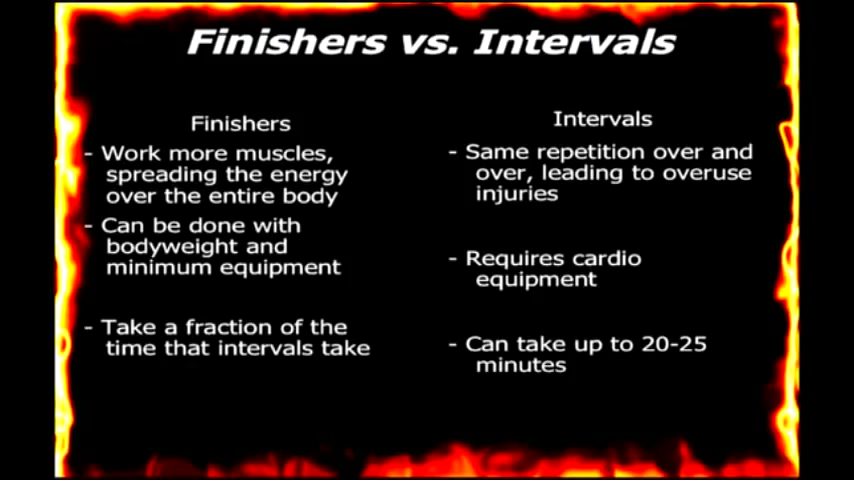 Finishers vs. Intervals
Finishers
- Work more muscles,
spreading the energy
over the entire body
- Can be done with
bodyweight and
minimum equipment
- Take a fraction of the
time that intervals take
Intervals
- Same repetition over and
over, leading to overuse
injuries
- Requires cardio
equipment
- Can take up to 20-25
minutes